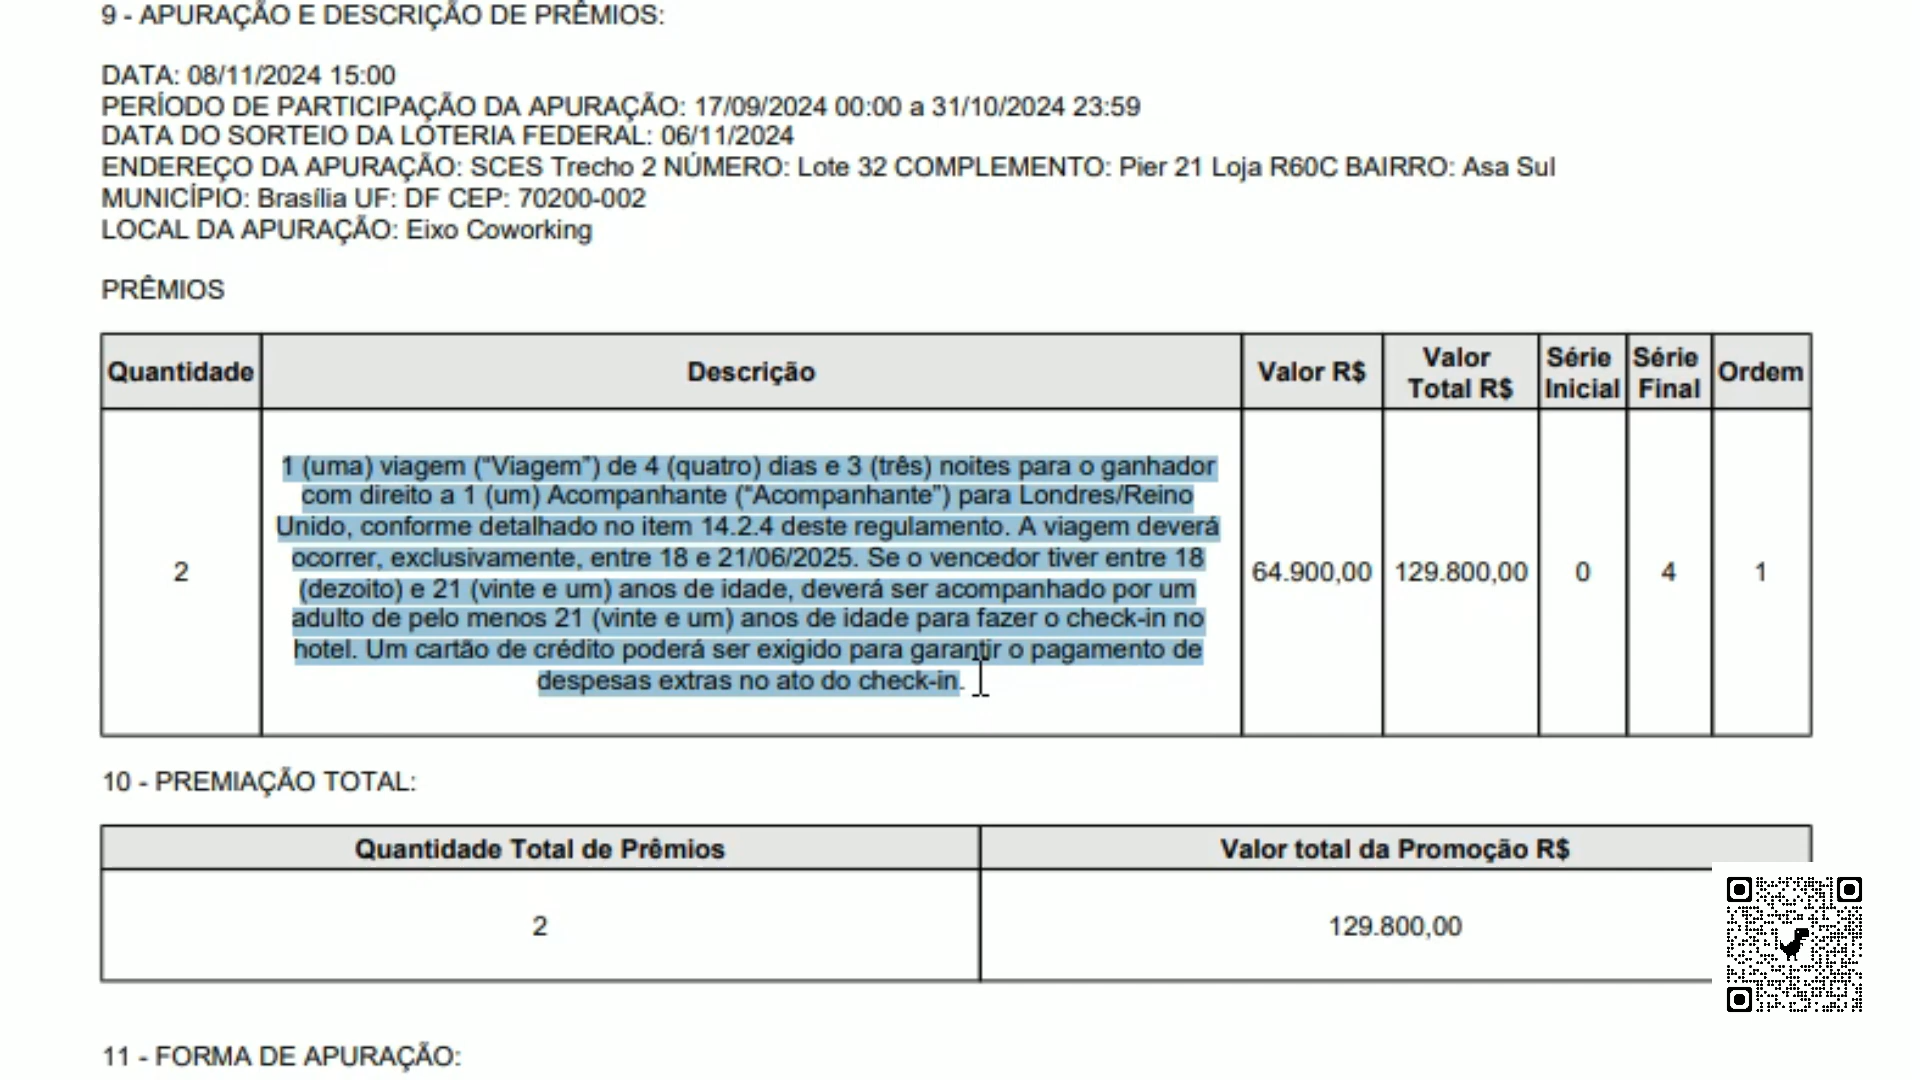 9 - APURAÇÃO E DESCRIÇÃO DE PRÊMIOS:
DATA: 08/11/2024 15:00
PERÍODO DE PARTICIPAÇÃO DA APURAÇÃO: 17/09/2024 00:00 a 31/10/2024 23:59
DATA DO SORTEIO DA LOTERIA FEDERAL: 06/11/2024
ENDEREÇO DA APURAÇÃO: SCES Trecho 2 NÚMERO: Lote 32 COMPLEMENTO: Pier 21 Loja R60C BAIRRO: Asa Sul
MUNICÍPIO: Brasília UF: DF CEP: 70200-002
LOCAL DA APURAÇÃO: Eixo Coworking
PRÊMIOS
Quantidade Descrição Valor R$ Valor Total R$ Série Inicial Série Final Ordem
1 (uma) viagem (“Viagem”) de 4 (quatro) dias e 3 (três) noites para o ganhador
com direito a 1 (um) Acompanhante (“Acompanhante”) para Londres/Reino
Unido, conforme detalhado no item 14.2.4 deste regulamento. A viagem deverá
ocorrer, exclusivamente, entre 18 e 21/06/2025. Se o vencedor tiver entre 18
2 (dezoito) e 21 (vinte e um) anos de idade, deverá ser acompanhado por um 64.900,00 129.800,00 0 4 1
adulto de pelo menos 21 (vinte e um) anos de idade para fazer o check-in no
hotel. Um cartão de crédito poderá ser exigido para garantir o pagamento de
despesas extras no ato do check-in.
10 - PREMIAÇÃO TOTAL:
Quantidade Total de Prêmios Valor total da Promoção R$
2 129.800,00
11 - FORMA DE APURAÇÃO: